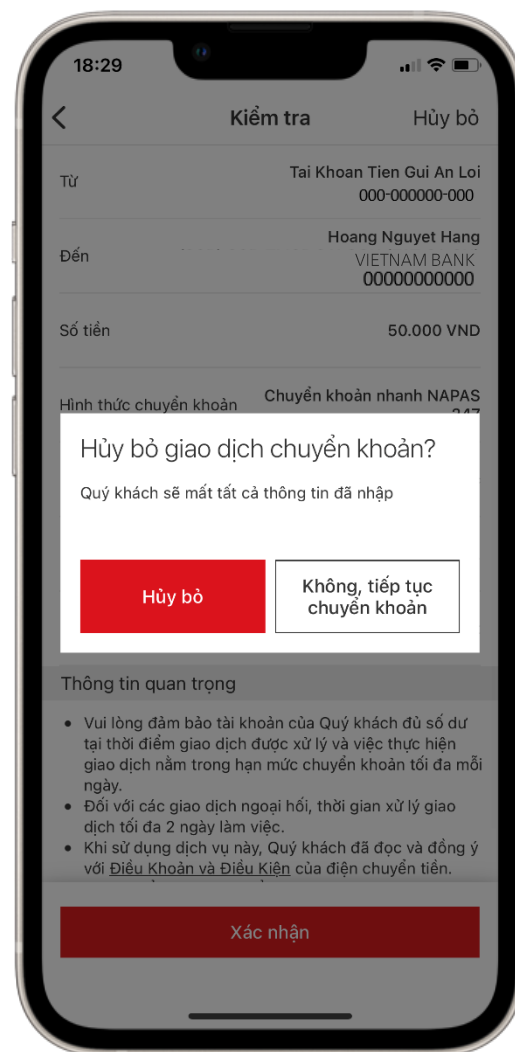 18:29
Kiểm tra
Hủy bỏ
Từ
Tai Khoan Tien Gui An Loi
000-000000-000
Đến
Hoang Nguyet Hang
VIETNAM BANK
00000000000
Số tiền
50.000 VND
Hình thức chuyển khoản
Chuyển khoản nhanh NAPAS
247
Hủy bỏ giao dịch chuyển khoản?
Quý khách sẽ mất tất cả thông tin đã nhập
Hủy bỏ
Không, tiếp tục
chuyển khoản
Thông tin quan trọng
• Vui lòng đảm bảo tài khoản của Quý khách đủ số dư
tại thời điểm giao dịch được xử lý và việc thực hiện
giao dịch nằm trong hạn mức chuyển khoản tối đa mỗi
ngày.
• Đối với các giao dịch ngoại hối, thời gian xử lý giao
dịch tối đa 2 ngày làm việc.
• Khi sử dụng dịch vụ này, Quý khách đã đọc và đồng ý
với Điều Khoản và Điều Kiện của điện chuyển tiền.
Xác nhận